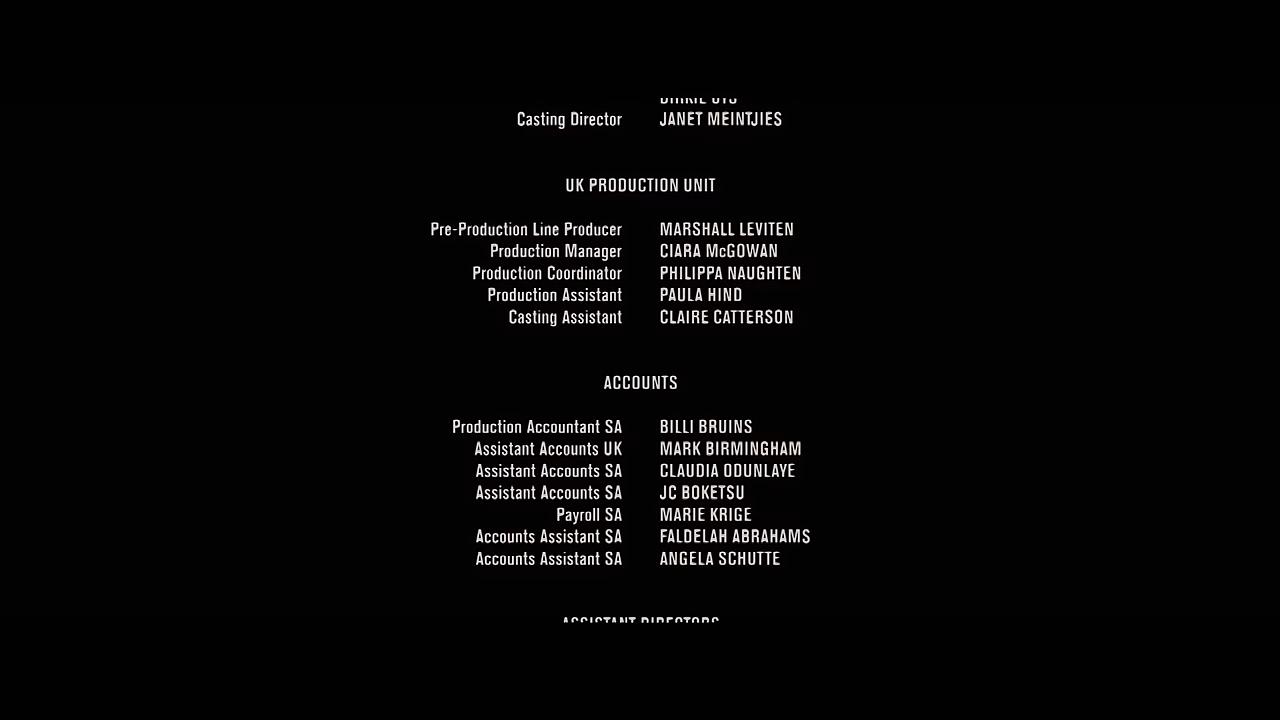 Casting Director JANET MEINTJIES
UK PRODUCTION UNIT
Pre-Production Line Producer MARSHALL LEVITEN
Production Manager CIARA McGOWAN
Production Coordinator PHILIPPA NAUGHTEN
Production Assistant PAULA HIND
Casting Assistant CLAIRE CATTERSON
ACCOUNTS
Production Accountant SA BILLI BRUINS
Assistant Accounts UK MARK BIRMINGHAM
Assistant Accounts SA CLAUDIA ODUNLAYE
Assistant Accounts SA JC BOKETSU
Payroll SA MARIE KRIGE
Accounts Assistant SA FALDELAH ABRAHAMS
Accounts Assistant SA ANGELA SCHUTTE
ASSISTANT DIRECTORS